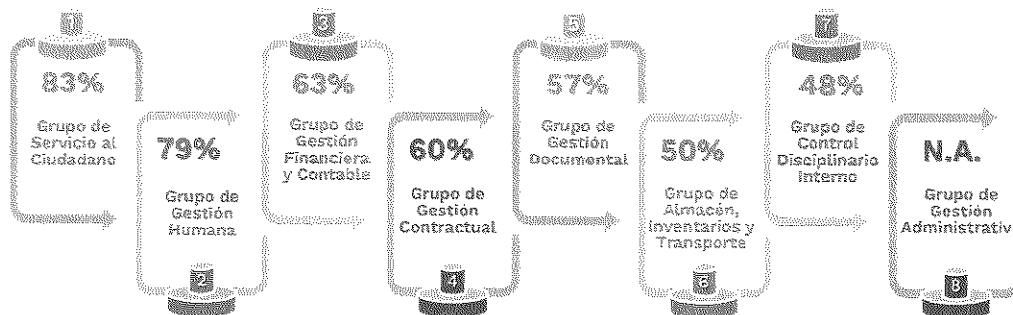 1
83%
Grupo de
Servicio al
Ciudadano
2
79%
Grupo de
Gestión
Humana
3
63%
Grupo de
Gestión
Financiera
y Contable
4
60%
Grupo de
Gestión
Contractual
5
57%
Grupo de
Gestión
Documental
6
50%
Grupo de
Almacén,
Inventarios y
Transporte
7
48%
Grupo de
Control
Disciplinario
Interno
8
N.A.
Grupo de
Gestión
Administrativ